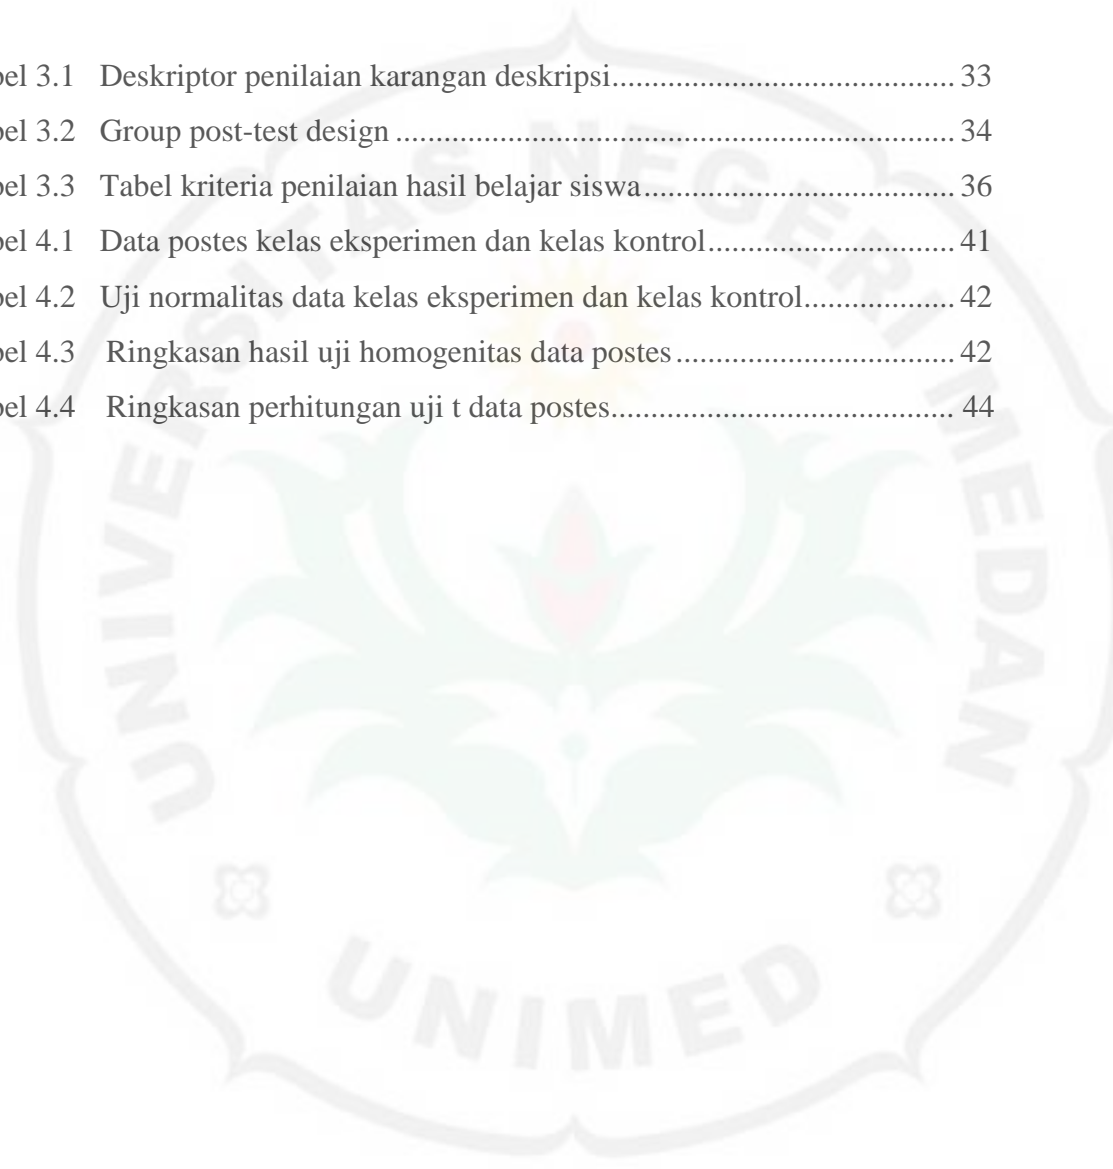 bel 3.1 Deskriptor penilaian karangan deskripsi........................................... 33
bel 3.2 Group post-test design ...................................................................... 34
bel 3.3 Tabel kriteria penilaian hasil belajar siswa....................................... 36
bel 4.1 Data postes kelas eksperimen dan kelas kontrol............................... 41
bel 4.2 Uji normalitas data kelas eksperimen dan kelas kontrol................... 42
bel 4.3 Ringkasan hasil uji homogenitas data postes ................................... 42
bel 4.4 Ringkasan perhitungan uji t data postes........................................... 44
UNIVERSITAS NEGERI MEDAN
UNIMED